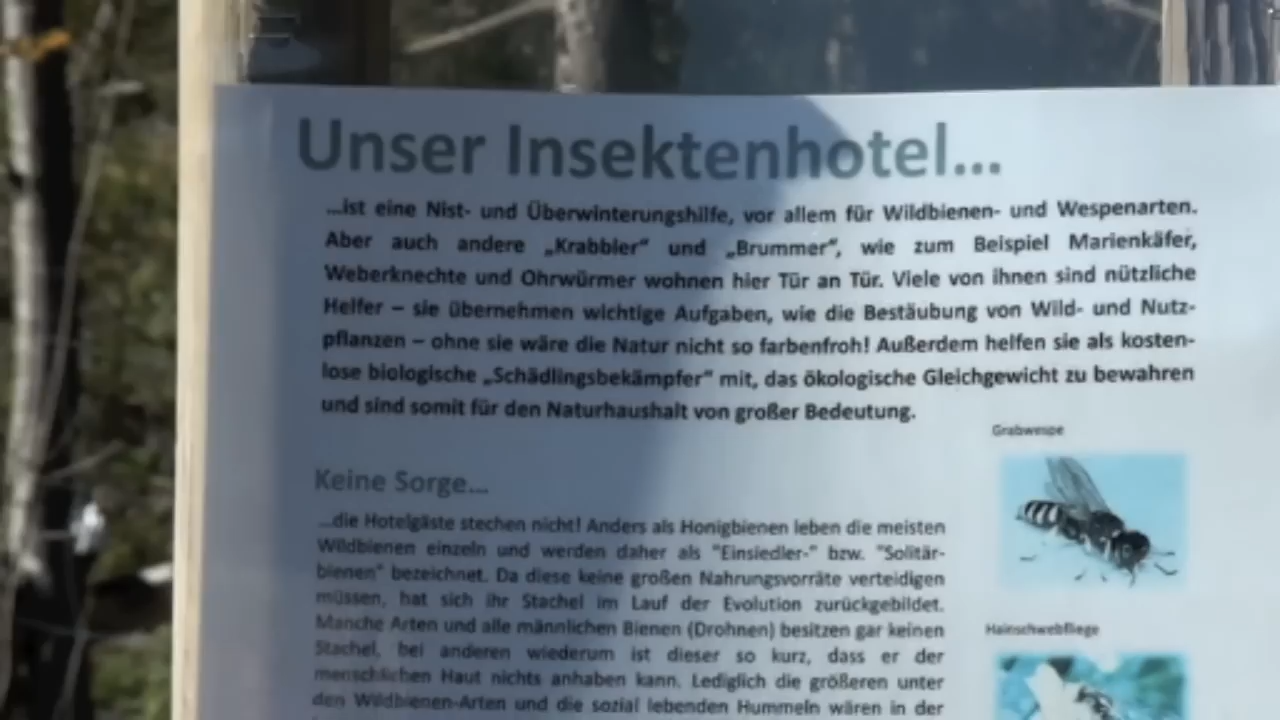 Unser Insektenhotel...
...ist eine Nist- und Überwinterungshilfe, vor allem für Wildbienen- und Wespenarten.
Aber auch andere „Krabbler“ und „Brummer“, wie zum Beispiel Marienkäfer,
Weberknechte und Ohrwürmer wohnen hier Tür an Tür. Viele von ihnen sind nützliche
Helfer – sie übernehmen wichtige Aufgaben, wie die Bestäubung von Wild- und Nutz-
pflanzen – ohne sie wäre die Natur nicht so farbenfroh! Außerdem helfen sie als kosten-
lose biologische „Schädlingsbekämpfer“ mit, das ökologische Gleichgewicht zu bewahren
und sind somit für den Naturhaushalt von großer Bedeutung.
Grabwespe
Keine Sorge...
...die Hotelgäste stechen nicht! Anders als Honigbienen leben die meisten
Wildbienen einzeln und werden daher als "Einsiedler-" bzw. "Solitär-
bienen" bezeichnet. Da diese keine großen Nahrungsvorräte verteidigen
müssen, hat sich ihr Stachel im Lauf der Evolution zurückgebildet.
Manche Arten und alle männlichen Bienen (Drohnen) besitzen gar keinen
Stachel, bei anderen wiederum ist dieser so kurz, dass er der
menschlichen Haut nichts anhaben kann. Lediglich die größeren unter
den Wildbienen-Arten und die sozial lebenden Hummeln wären in der
Hainschwebfliege